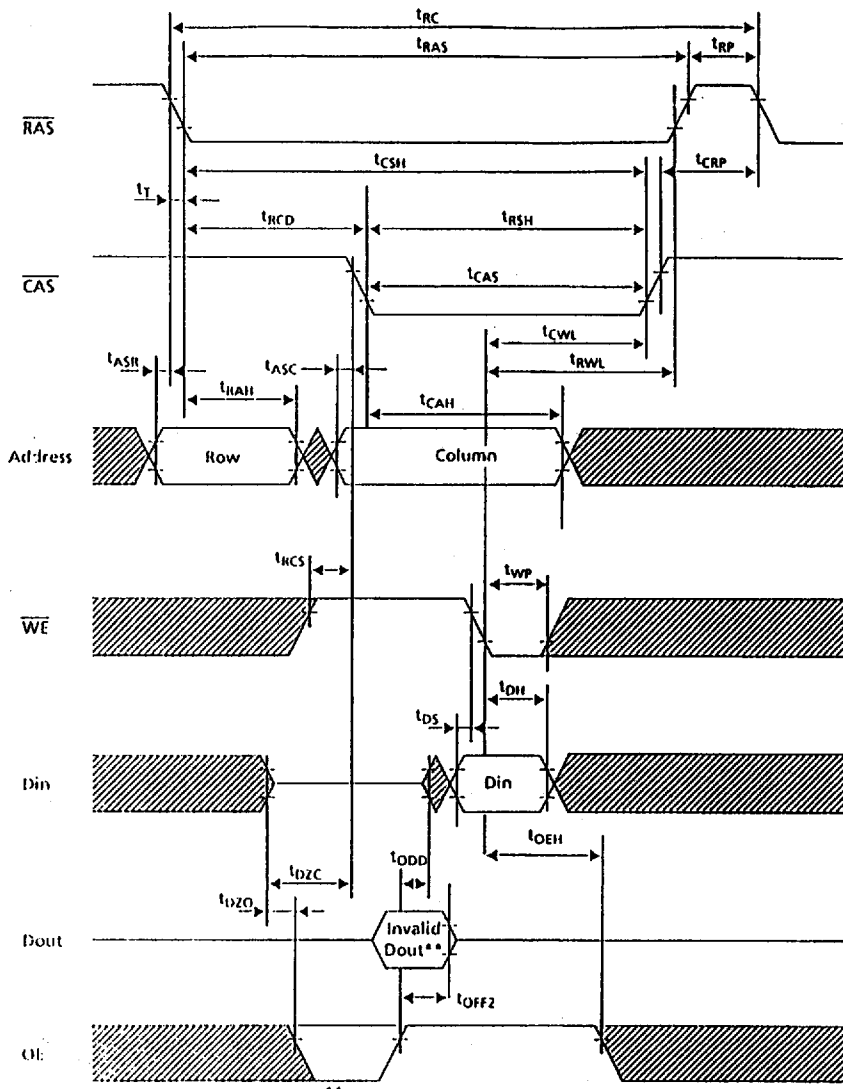 tRC
tRAS
tRP
RAS
tCSH
tCRP
tT
tRCD
tRSH
CAS
tCAS
tCWL
tASR
tASC
tRWL
tRAH
tCAH
Address
Row
Column
tRCS
tWP
WE
tDH
tDS
Din
Din
tOEH
tODD
tDZC
tDZO
Dout
Invalid
Dout**
tOFF2